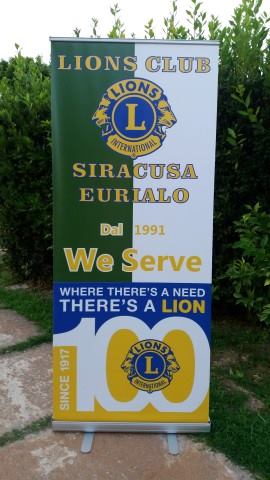 LIONS CLUB
LIONS
L
INTERNATIONAL
SIRACUSA
EURIALO
Dal 1991
We Serve
WHERE THERE'S A NEED
THERE'S A LION
SINCE 1917
100
LIONS
L
INTERNATIONAL